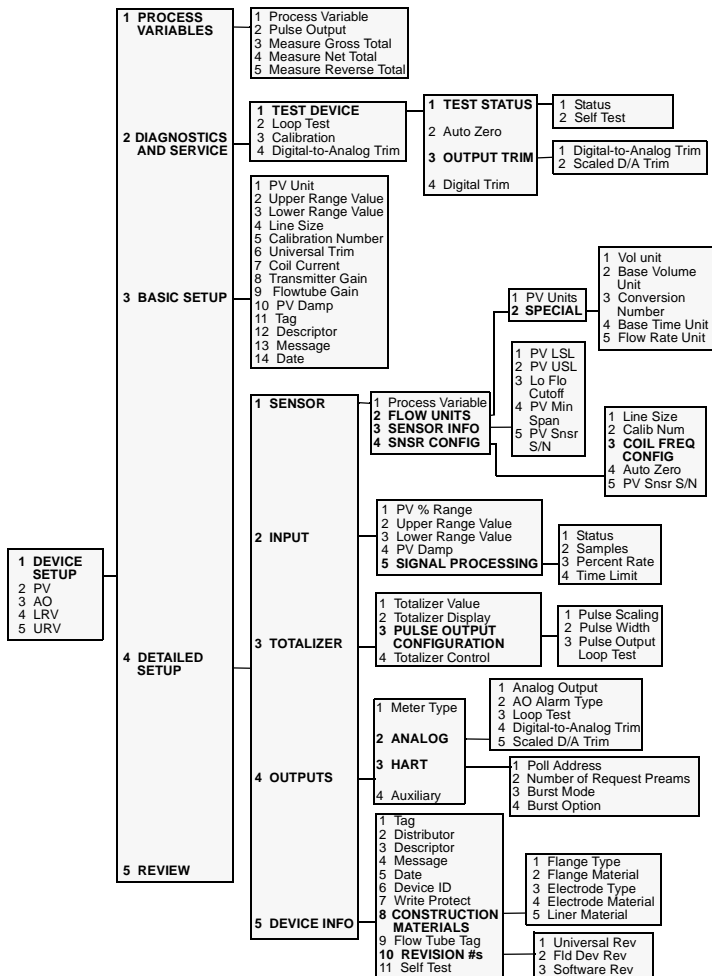 1 DEVICE
SETUP
2 PV
3 AO
4 LRV
5 URV
1 PROCESS
VARIABLES
2 DIAGNOSTICS
AND SERVICE
3 BASIC SETUP
4 DETAILED
SETUP
5 REVIEW
1 Process Variable
2 Pulse Output
3 Measure Gross Total
4 Measure Net Total
5 Measure Reverse Total
1 TEST DEVICE
2 Loop Test
3 Calibration
4 Digital-to-Analog Trim
1 TEST STATUS
2 Auto Zero
3 OUTPUT TRIM
4 Digital Trim
1 Status
2 Self Test
1 Digital-to-Analog Trim
2 Scaled D/A Trim
1 PV Unit
2 Upper Range Value
3 Lower Range Value
4 Line Size
5 Calibration Number
6 Universal Trim
7 Coil Current
8 Transmitter Gain
9 Flowtube Gain
10 PV Damp
11 Tag
12 Descriptor
13 Message
14 Date
1 SENSOR
2 INPUT
3 TOTALIZER
4 OUTPUTS
5 DEVICE INFO
1 Process Variable
2 FLOW UNITS
3 SENSOR INFO
4 SNSR CONFIG
1 PV Units
2 SPECIAL
1 Vol unit
2 Base Volume
Unit
3 Conversion
Number
4 Base Time Unit
5 Flow Rate Unit
1 PV LSL
2 PV USL
3 Lo Flo
Cutoff
4 PV Min
Span
5 PV Snsr
S/N
1 Line Size
2 Calib Num
3 COIL FREQ
CONFIG
4 Auto Zero
5 PV Snsr S/N
1 PV % Range
2 Upper Range Value
3 Lower Range Value
4 PV Damp
5 SIGNAL PROCESSING
1 Status
2 Samples
3 Percent Rate
4 Time Limit
1 Totalizer Value
2 Totalizer Display
3 PULSE OUTPUT
CONFIGURATION
4 Totalizer Control
1 Pulse Scaling
2 Pulse Width
3 Pulse Output
Loop Test
1 Meter Type
2 ANALOG
3 HART
4 Auxiliary
1 Analog Output
2 AO Alarm Type
3 Loop Test
4 Digital-to-Analog Trim
5 Scaled D/A Trim
1 Poll Address
2 Number of Request Preams
3 Burst Mode
4 Burst Option
1 Tag
2 Distributor
3 Descriptor
4 Message
5 Date
6 Device ID
7 Write Protect
8 CONSTRUCTION
MATERIALS
9 Flow Tube Tag
10 REVISION #s
11 Self Test
1 Flange Type
2 Flange Material
3 Electrode Type
4 Electrode Material
5 Liner Material
1 Universal Rev
2 Fld Dev Rev
3 Software Rev